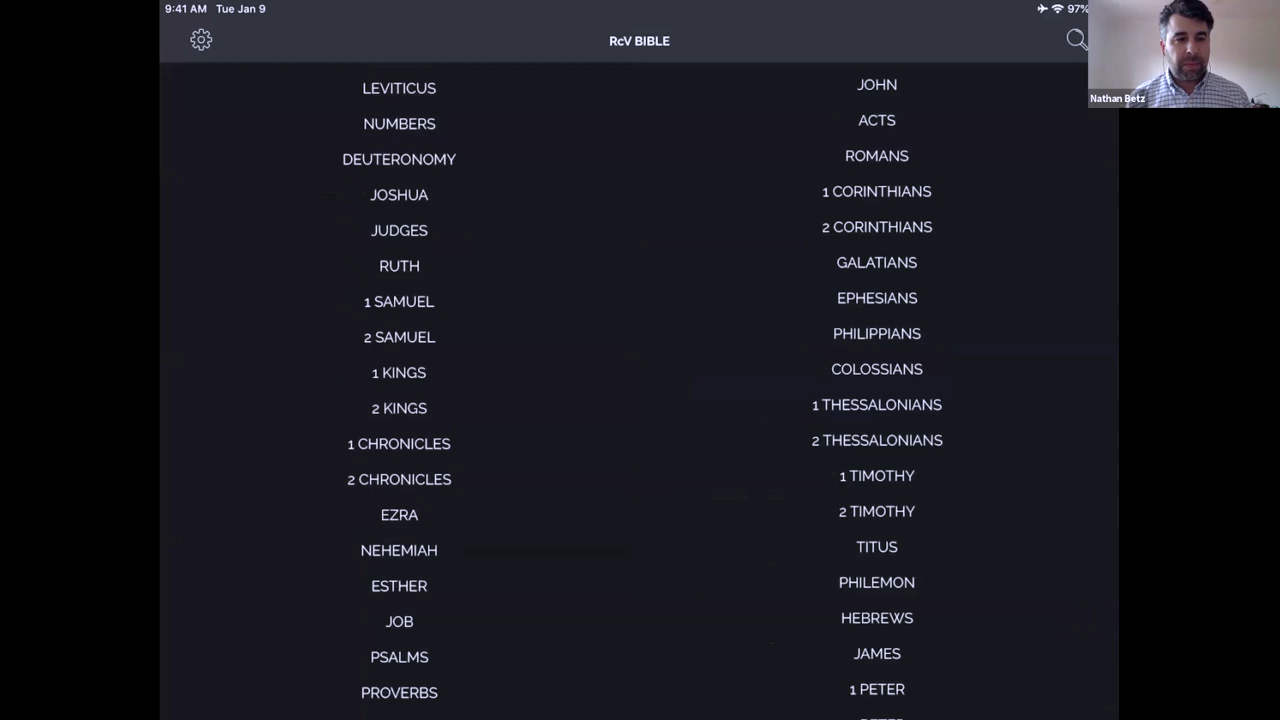 9:41 AM Tue Jan 9
97%
RcV BIBLE
Nathan Betz
LEVITICUS
NUMBERS
DEUTERONOMY
JOSHUA
JUDGES
RUTH
1 SAMUEL
2 SAMUEL
1 KINGS
2 KINGS
1 CHRONICLES
2 CHRONICLES
EZRA
NEHEMIAH
ESTHER
JOB
PSALMS
PROVERBS
JOHN
ACTS
ROMANS
1 CORINTHIANS
2 CORINTHIANS
GALATIANS
EPHESIANS
PHILIPPIANS
COLOSSIANS
1 THESSALONIANS
2 THESSALONIANS
1 TIMOTHY
2 TIMOTHY
TITUS
PHILEMON
HEBREWS
JAMES
1 PETER